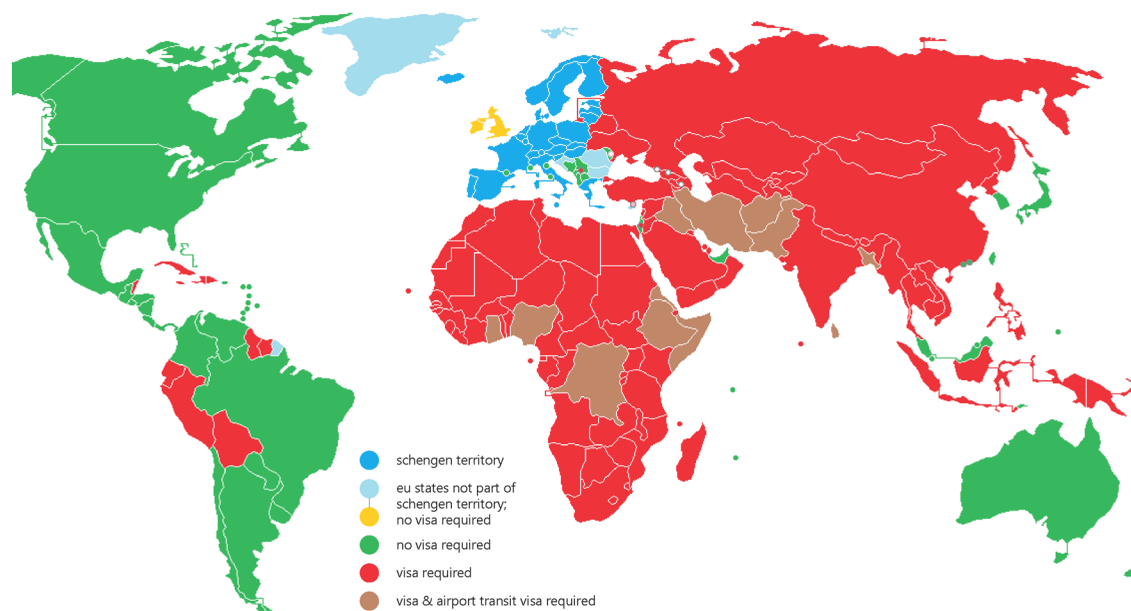 schengen territory
eu states not part of
schengen territory;
no visa required
no visa required
visa required
visa & airport transit visa required